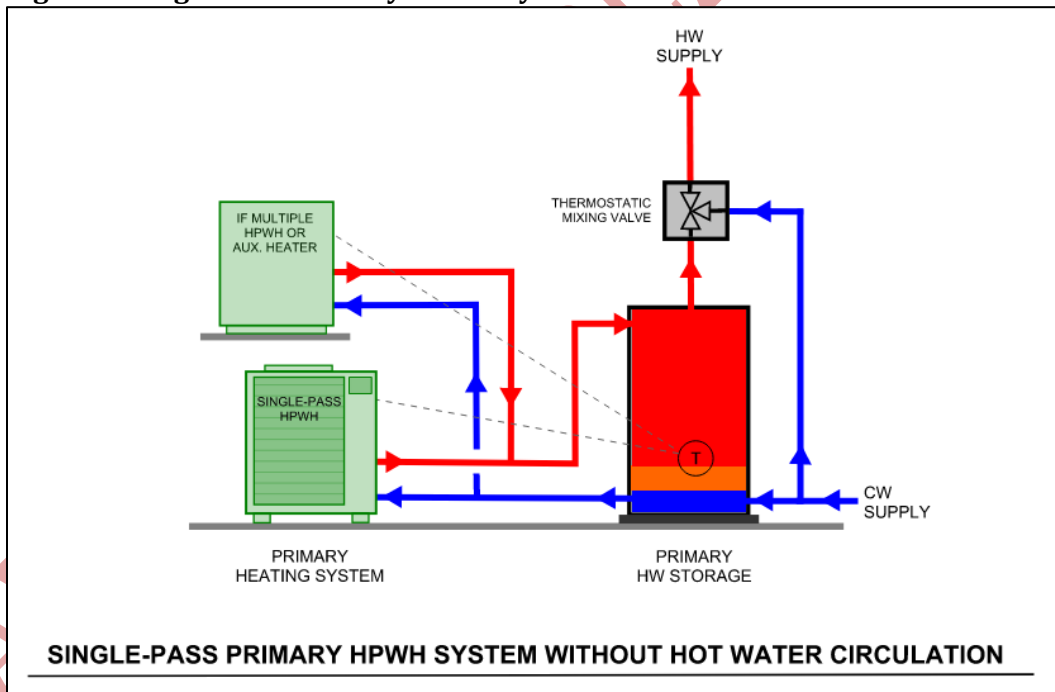 HW
SUPPLY
THERMOSTATIC
MIXING VALVE
IF MULTIPLE
HPWH OR
AUX. HEATER
SINGLE-PASS
HPWH
T
CW
SUPPLY
PRIMARY
HEATING SYSTEM
PRIMARY
HW STORAGE
SINGLE-PASS PRIMARY HPWH SYSTEM WITHOUT HOT WATER CIRCULATION